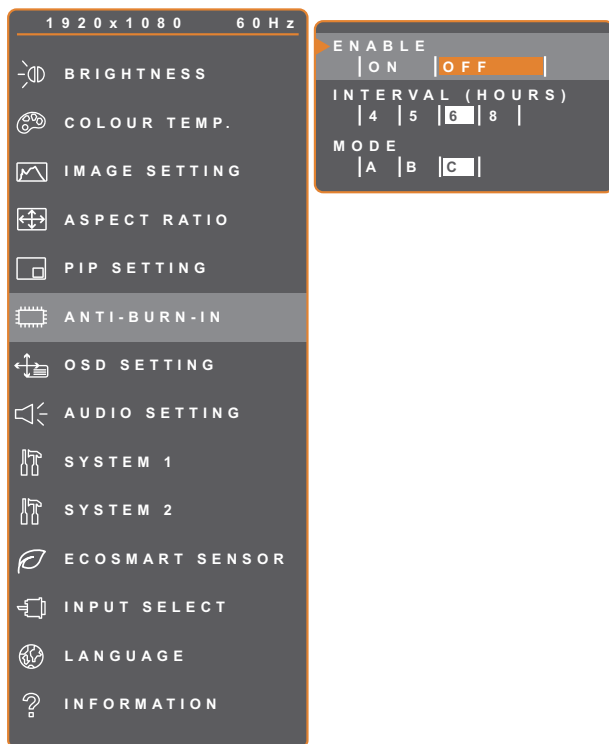 1920x1080 60Hz
BRIGHTNESS
COLOUR TEMP.
IMAGE SETTING
ASPECT RATIO
PIP SETTING
ANTI-BURN-IN
OSD SETTING
AUDIO SETTING
SYSTEM 1
SYSTEM 2
ECOSMART SENSOR
INPUT SELECT
LANGUAGE
INFORMATION
ENABLE
ON OFF
INTERVAL (HOURS)
4 5 6 8
MODE
A B C